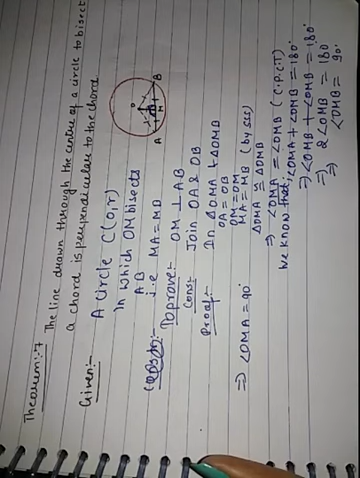 Theorem:-7 The line drawn through the centre of a circle to bisect
a chord is perpendicular to the chord.
Given:- A circle C(O,r)
In which OM bisects
AB
i.e MA=MB
To prove:- OM ⊥ AB
Cons:- Join OA & OB
Proof:- In ΔOMA & ΔOMB
OA = OB
OM = OM
MA = MB (by SSS)
ΔOMA ≅ ΔOMB
⇒ ∠OMA = ∠OMB (C.P.C.T)
We know that, ∠OMA + ∠OMB = 180°
⇒ ∠OMB + ∠OMB = 180°
⇒ 2∠OMB = 180
⇒ ∠OMB = 90°
⇒ ∠OMA = 90°
O
A
M
B